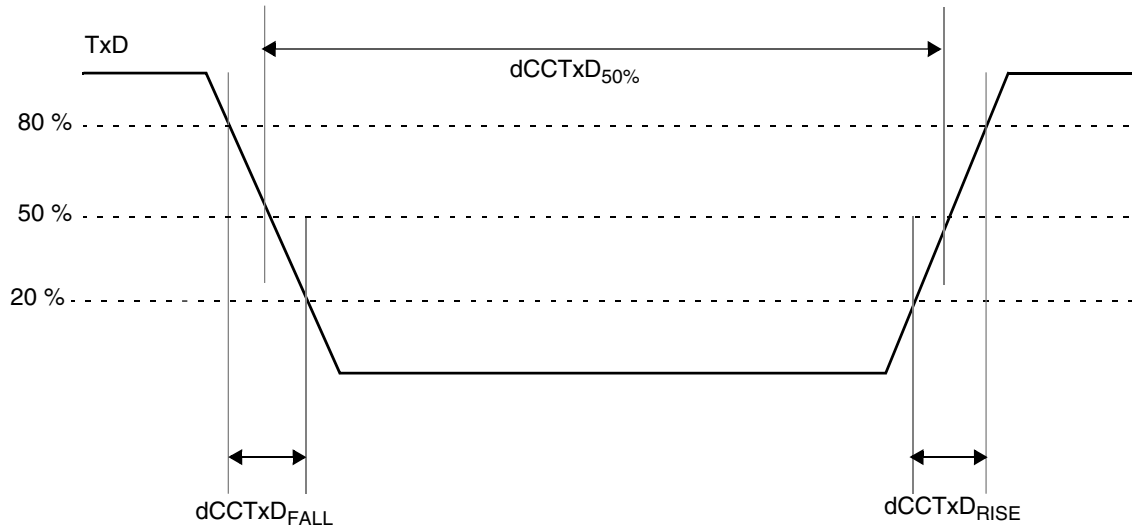 TxD
dCCTxD50%
80 %
50 %
20 %
dCCTxDFALL
dCCTxDRISE